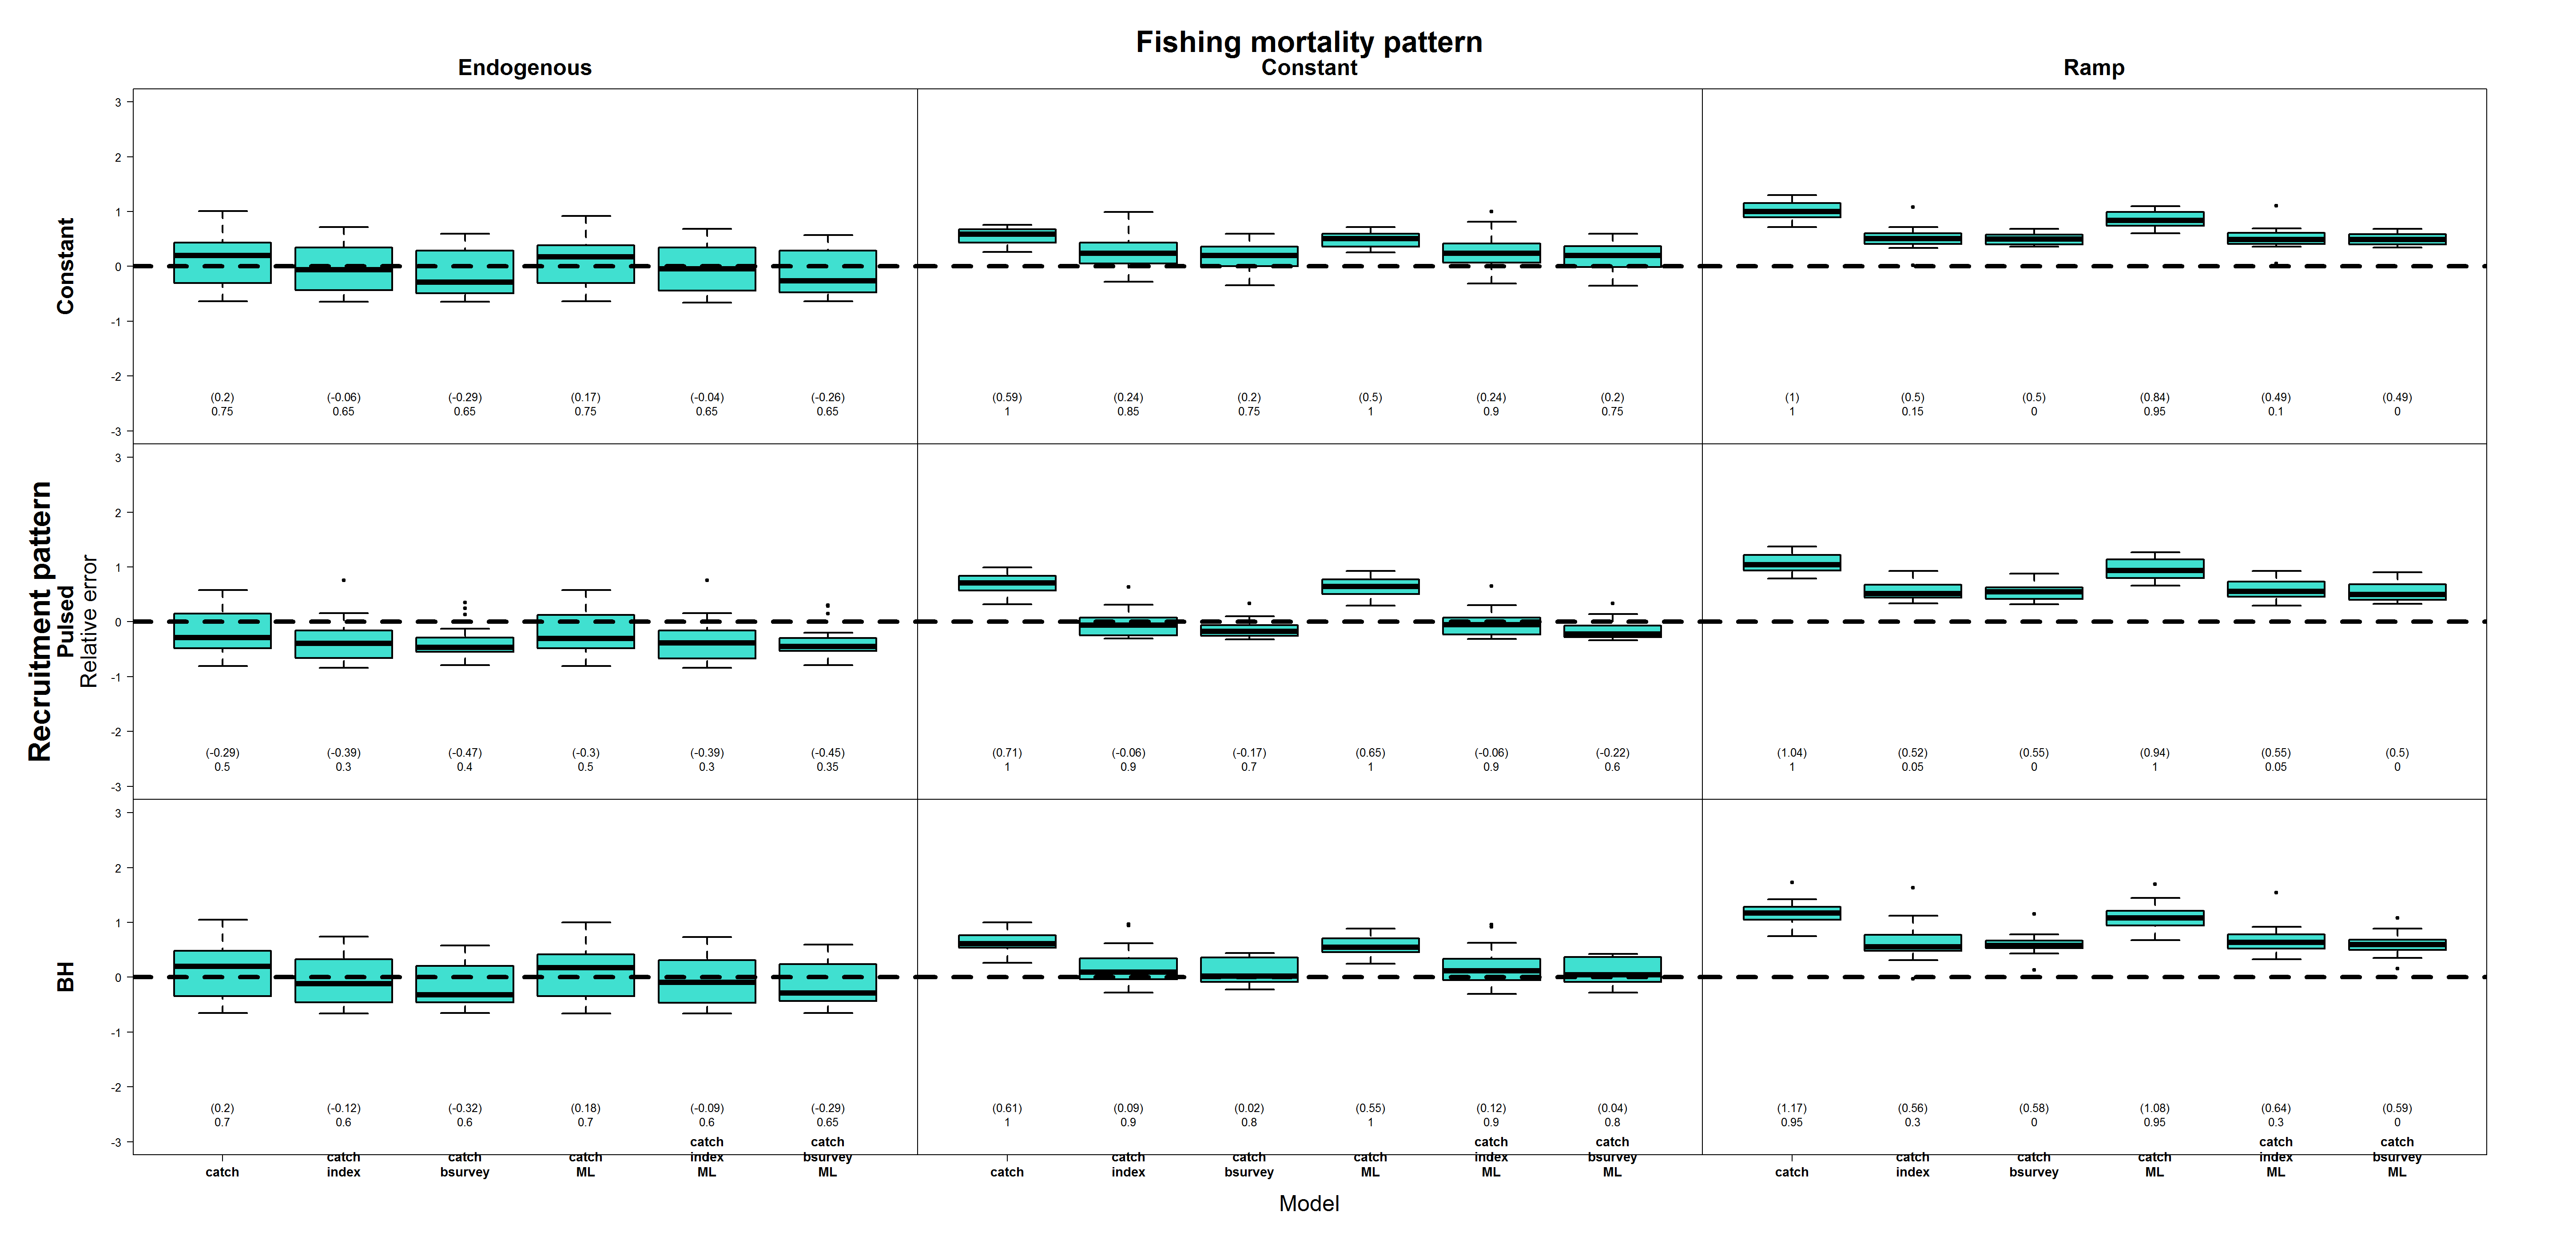 Fishing mortality pattern
Endogenous Constant Ramp
Recruitment pattern
Relative error
Constant
3
2
1
0
-1
-2
-3
(0.2) (-0.06) (-0.29) (0.17) (-0.04) (-0.26) (0.59) (0.24) (0.2) (0.5) (0.24) (0.2) (1) (0.5) (0.5) (0.84) (0.49) (0.49)
0.75 0.65 0.65 0.75 0.65 0.65 1 0.85 0.75 1 0.9 0.75 1 0.15 0 0.95 0.1 0
Pulsed
3
2
1
0
-1
-2
-3
(-0.29) (-0.39) (-0.47) (-0.3) (-0.39) (-0.45) (0.71) (-0.06) (-0.17) (0.65) (-0.06) (-0.22) (1.04) (0.52) (0.55) (0.94) (0.55) (0.5)
0.5 0.3 0.4 0.5 0.3 0.35 1 0.9 0.7 1 0.9 0.6 1 0.05 0 1 0.05 0
BH
3
2
1
0
-1
-2
-3
(0.2) (-0.12) (-0.32) (0.18) (-0.09) (-0.29) (0.61) (0.09) (0.02) (0.55) (0.12) (0.04) (1.17) (0.56) (0.58) (1.08) (0.64) (0.59)
0.7 0.6 0.6 0.7 0.6 0.65 1 0.9 0.8 1 0.9 0.8 0.95 0.3 0 0.95 0.3 0
catch catch catch catch catch catch
catch catch catch index bsurvey catch catch catch index bsurvey catch catch catch index bsurvey
catch index bsurvey ML ML ML catch index bsurvey ML ML ML catch index bsurvey ML ML ML
Model